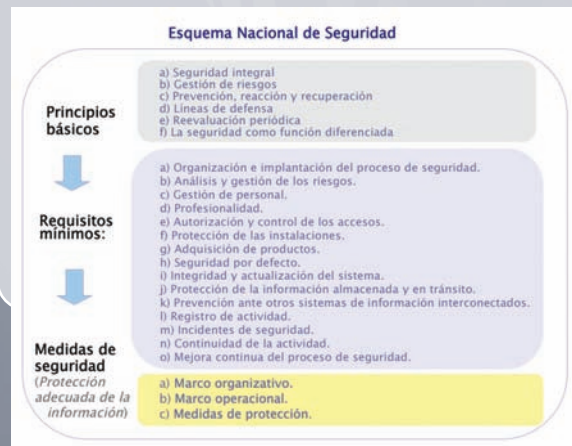 Esquema Nacional de Seguridad
Principios
básicos
a) Seguridad integral
b) Gestión de riesgos
c) Prevención, reacción y recuperación
d) Líneas de defensa
e) Reevaluación periódica
f) La seguridad como función diferenciada
Requisitos
mínimos:
a) Organización e implantación del proceso de seguridad.
b) Análisis y gestión de los riesgos.
c) Gestión de personal.
d) Profesionalidad.
e) Autorización y control de los accesos.
f) Protección de las instalaciones.
g) Adquisición de productos.
h) Seguridad por defecto.
i) Integridad y actualización del sistema.
j) Protección de la información almacenada y en tránsito.
k) Prevención ante otros sistemas de información interconectados.
l) Registro de actividad.
m) Incidentes de seguridad.
n) Continuidad de la actividad.
o) Mejora continua del proceso de seguridad.
Medidas de
seguridad
(Protección
adecuada de la
información)
a) Marco organizativo.
b) Marco operacional.
c) Medidas de protección.